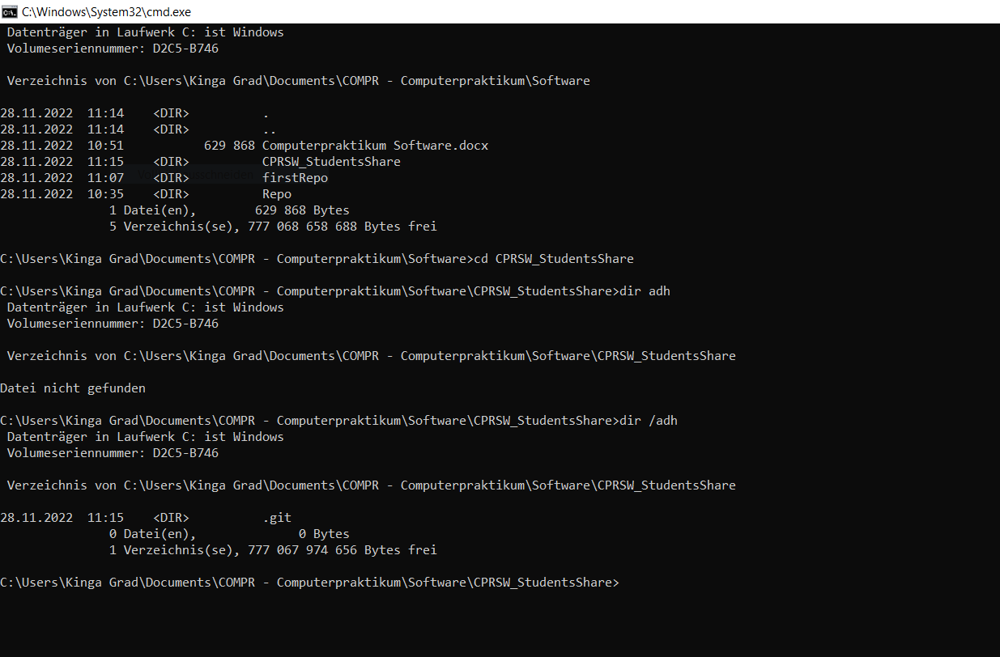 C:\Windows\System32\cmd.exe
Datenträger in Laufwerk C: ist Windows
Volumeseriennummer: D2C5-B746
Verzeichnis von C:\Users\Kinga Grad\Documents\COMPR - Computerpraktikum\Software
28.11.2022  11:14    <DIR>          .
28.11.2022  11:14    <DIR>          ..
28.11.2022  10:51           629 868 Computerpraktikum Software.docx
28.11.2022  11:15    <DIR>          CPRSW_StudentsShare
28.11.2022  11:07    <DIR>          firstRepo
28.11.2022  10:35    <DIR>          Repo
1 Datei(en),        629 868 Bytes
5 Verzeichnis(se), 777 068 658 688 Bytes frei
C:\Users\Kinga Grad\Documents\COMPR - Computerpraktikum\Software>cd CPRSW_StudentsShare
C:\Users\Kinga Grad\Documents\COMPR - Computerpraktikum\Software\CPRSW_StudentsShare>dir adh
Datenträger in Laufwerk C: ist Windows
Volumeseriennummer: D2C5-B746
Verzeichnis von C:\Users\Kinga Grad\Documents\COMPR - Computerpraktikum\Software\CPRSW_StudentsShare
Datei nicht gefunden
C:\Users\Kinga Grad\Documents\COMPR - Computerpraktikum\Software\CPRSW_StudentsShare>dir /adh
Datenträger in Laufwerk C: ist Windows
Volumeseriennummer: D2C5-B746
Verzeichnis von C:\Users\Kinga Grad\Documents\COMPR - Computerpraktikum\Software\CPRSW_StudentsShare
28.11.2022  11:15    <DIR>          .git
0 Datei(en),              0 Bytes
1 Verzeichnis(se), 777 067 974 656 Bytes frei
C:\Users\Kinga Grad\Documents\COMPR - Computerpraktikum\Software\CPRSW_StudentsShare>